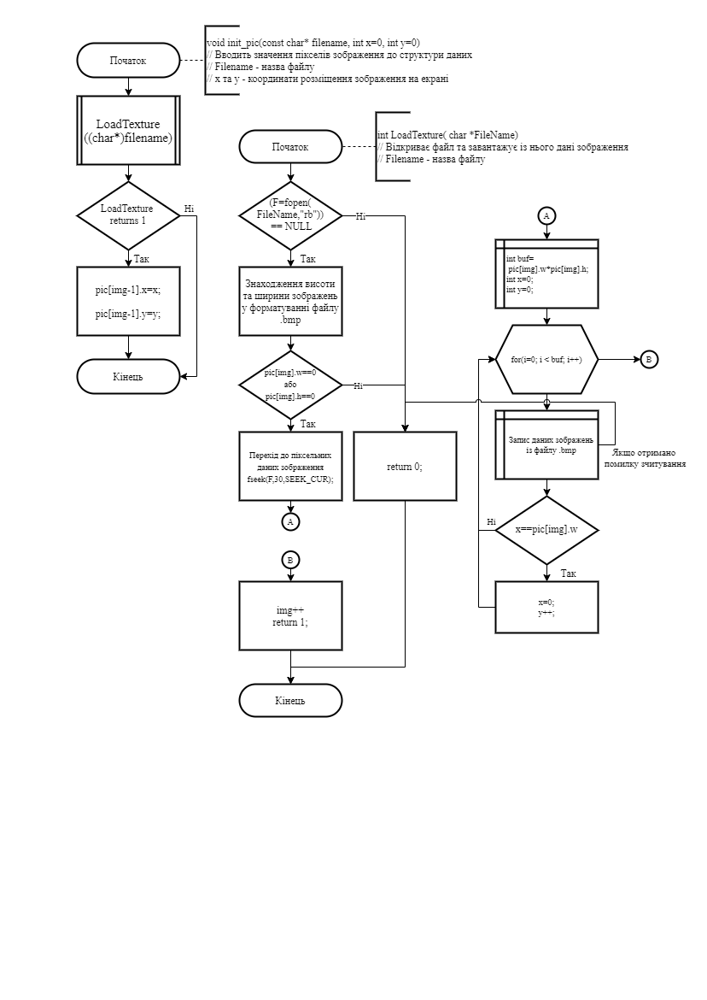 void init_pic(const char* filename, int x=0, int y=0)
// Вводить значення пікселів зображення до структури даних
// Filename - назва файлу
// x та y - координати розміщення зображення на екрані
Початок
LoadTexture
((char*)filename)
LoadTexture
returns 1
Ні
Так
pic[img-1].x=x;
pic[img-1].y=y;
Кінець
int LoadTexture( char *FileName)
// Відкриває файл та завантажує із нього дані зображення
// Filename - назва файлу
Початок
(F=fopen(
FileName,"rb"))
== NULL
Ні
Так
Знаходження висоти
та ширини зображень
у форматуванні файлу
.bmp
pic[img].w==0
або
pic[img].h==0
Ні
Так
Перехід до піксельних
даних зображення
fseek(F,30,SEEK_CUR);
return 0;
A
B
img++
return 1;
Кінець
A
int buf=
pic[img].w*pic[img].h;
int x=0;
int y=0;
for(i=0; i < buf; i++)
B
Запис даних зображень
із файлу .bmp
Якщо отримано
помилку зчитування
Ні
x==pic[img].w
Так
x=0;
y++;